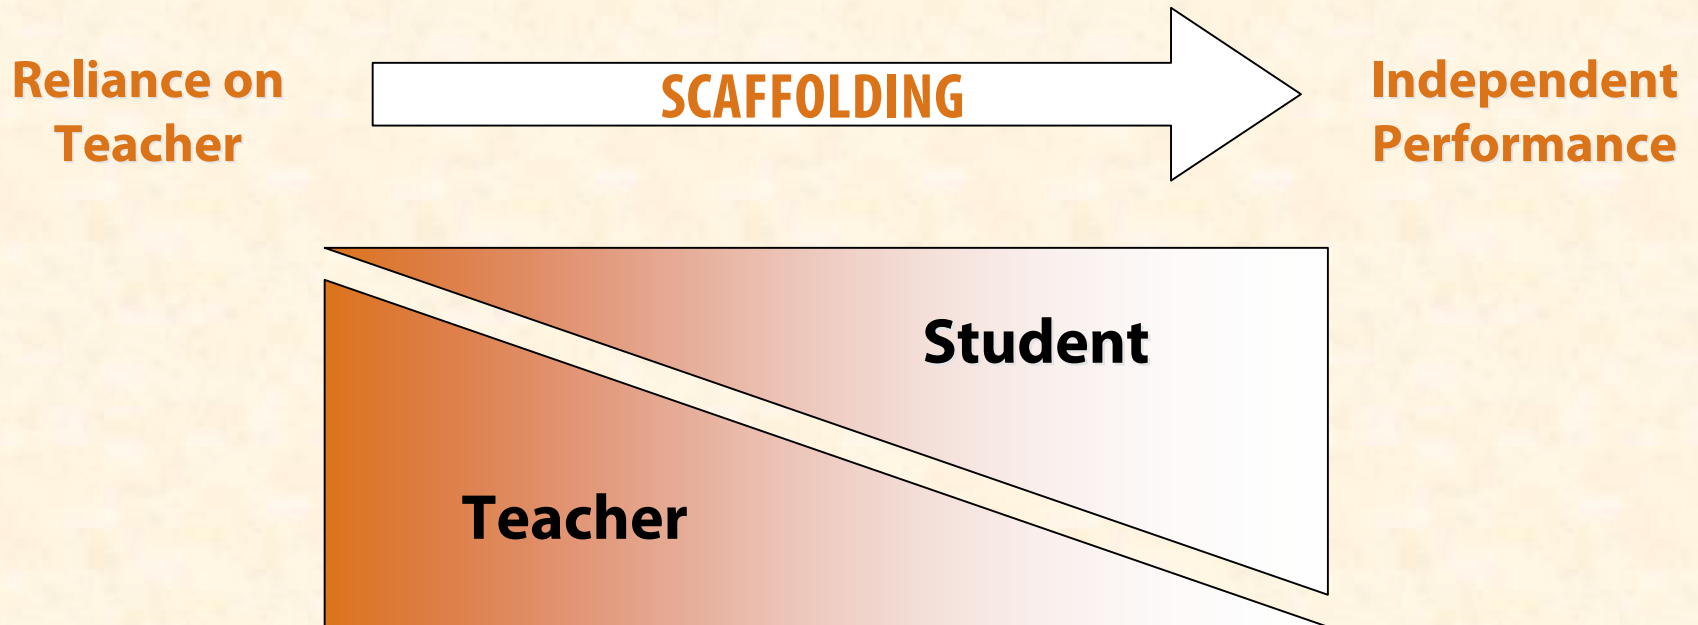 Reliance on
Teacher
SCAFFOLDING
Independent
Performance
Student
Teacher